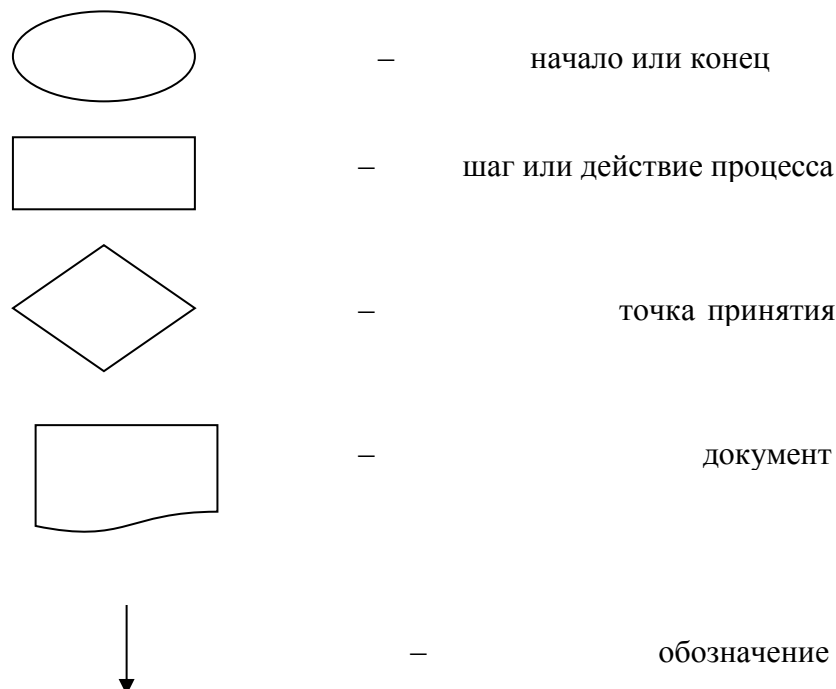 – начало или конец
– шаг или действие процесса
– точка принятия
– документ
– обозначение